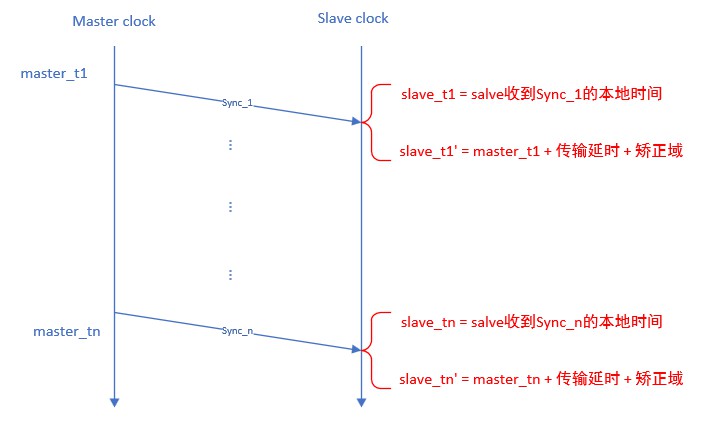 Master clock
Slave clock
master_t1
Sync_1
slave_t1 = salve收到Sync_1的本地时间
slave_t1' = master_t1 + 传输延时 + 矫正域
master_tn
Sync_n
slave_tn = salve收到Sync_n的本地时间
slave_tn' = master_tn + 传输延时 + 矫正域